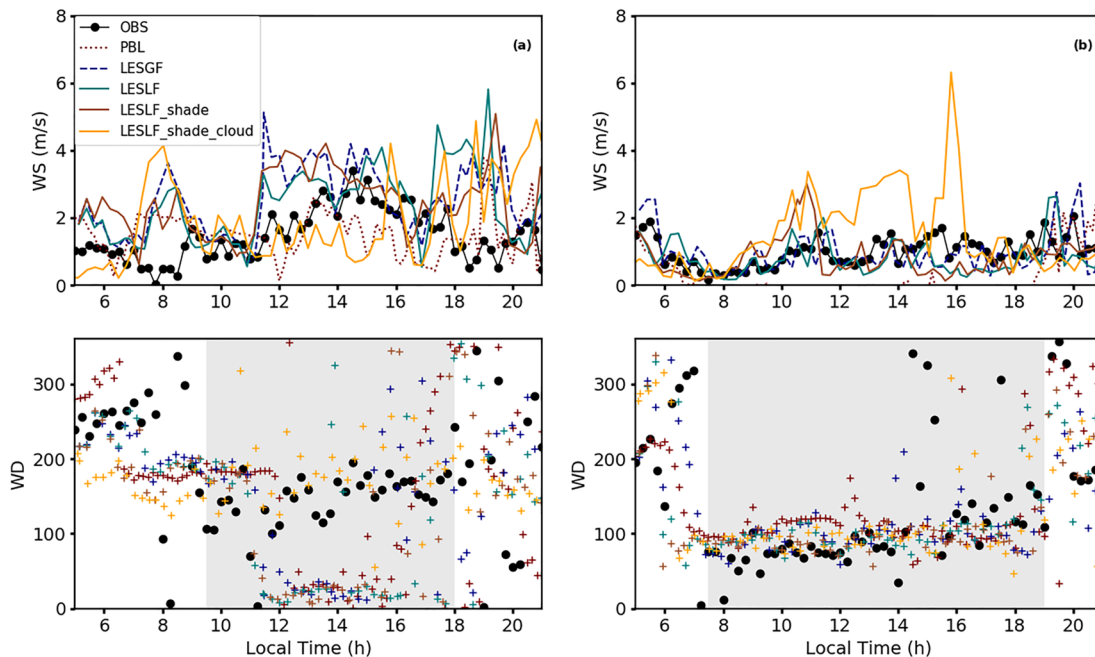 8
6
4
2
0
WS (m/s)
OBS
PBL
LESGF
LESLF
LESLF_shade
LESLF_shade_cloud
(a)
6 8 10 12 14 16 18 20
8
6
4
2
0
WS (m/s)
(b)
6 8 10 12 14 16 18 20
300
200
100
0
WD
6 8 10 12 14 16 18 20
Local Time (h)
300
200
100
0
WD
6 8 10 12 14 16 18 20
Local Time (h)